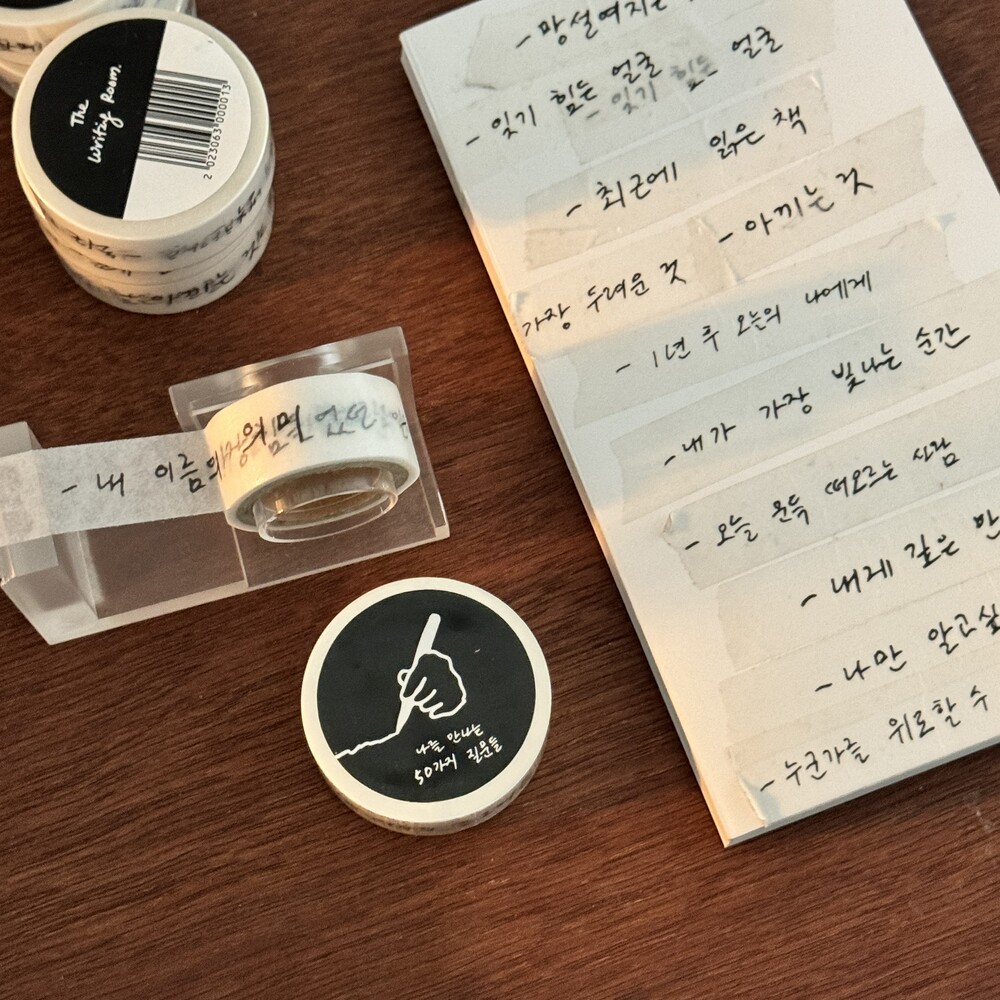 The
Writing Room.
2 023063 000013
- 망설여지는
- 잊기 힘든 얼굴
- 잊기 힘든 얼굴
- 최근에 읽은 책
- 아끼는 것
가장 두려운 것
- 1년 후 오늘의 나에게
- 내가 가장 빛나는 순간
- 오늘 문득 떠오르는 사람
- 내게 깊은
- 나만 알고싶
- 누군가를 위로할 수
- 내 이름의
나를 만나는
50가지 질문들